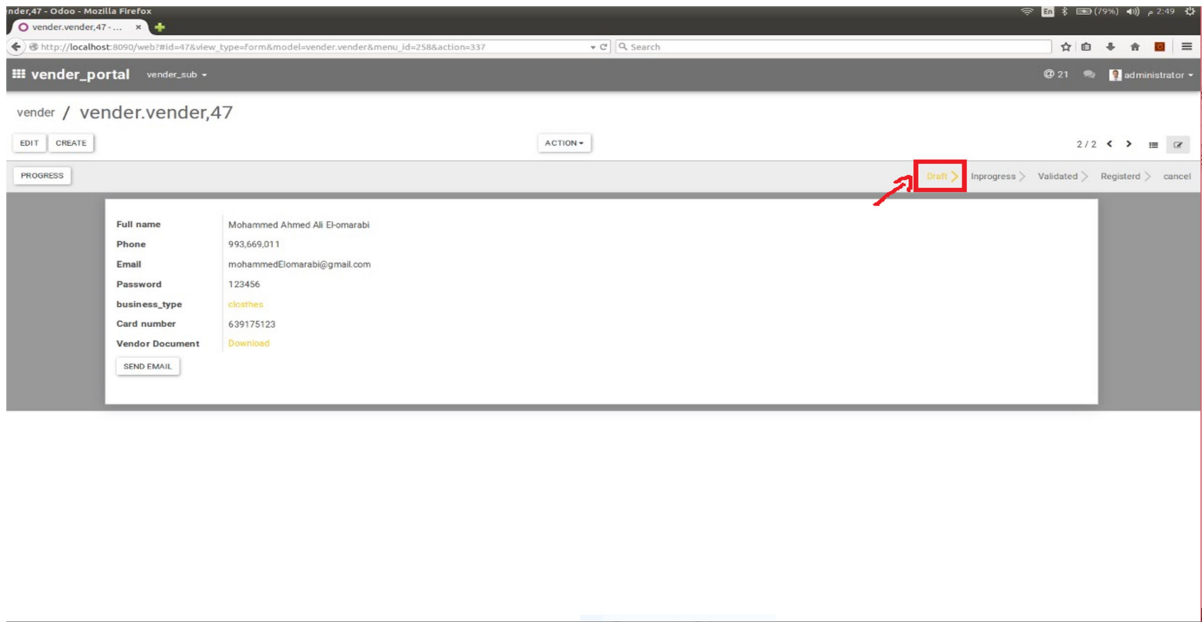 nder,47 - Odoo - Mozilla Firefox En (79%) م 2:49
vender.vender,47 -... ×
http://localhost:8090/web?#id=47&view_type=form&model=vender.vender&menu_id=258&action=337 Search
vender_portal vender_sub @ 21 administrator
vender / vender.vender,47
EDIT CREATE ACTION 2 / 2
PROGRESS Draft Inprogress Validated Registerd cancel
Full name Mohammed Ahmed Ali El-omarabi
Phone 993,669,011
Email mohammedElomarabi@gmail.com
Password 123456
business_type closthes
Card number 639175123
Vendor Document Download
SEND EMAIL